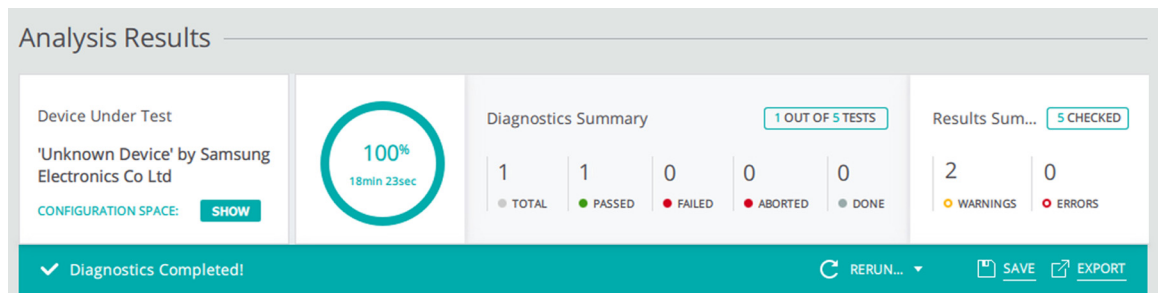 Analysis Results
Device Under Test
'Unknown Device' by Samsung
Electronics Co Ltd
CONFIGURATION SPACE: SHOW
100%
18min 23sec
Diagnostics Summary 1 OUT OF 5 TESTS
1 1 0 0 0
TOTAL PASSED FAILED ABORTED DONE
Results Sum... 5 CHECKED
2 0
WARNINGS ERRORS
Diagnostics Completed! RERUN... SAVE EXPORT